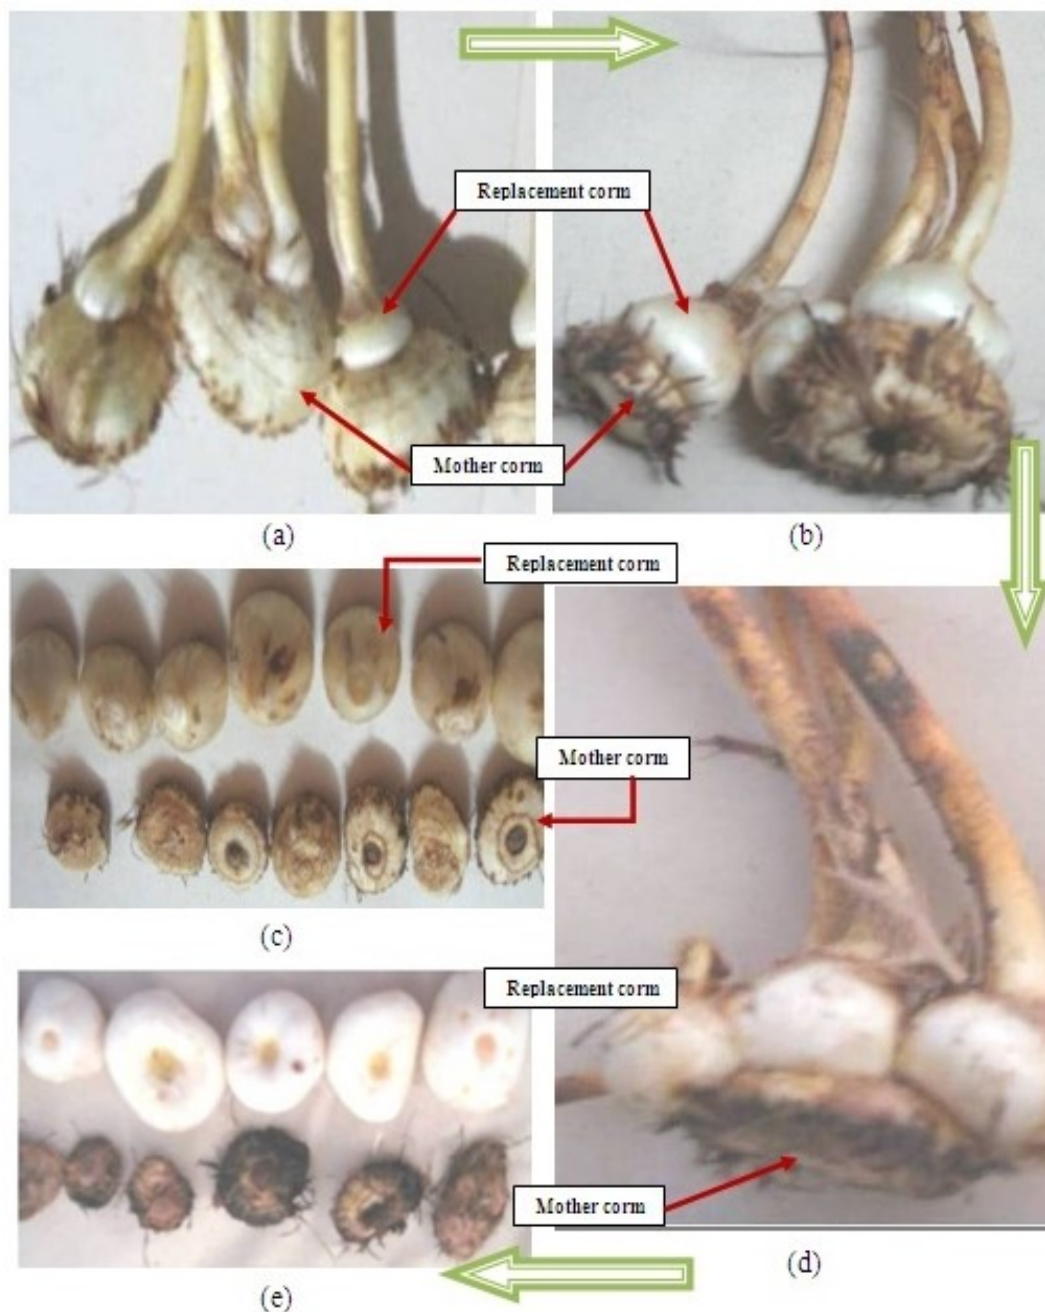 Replacement corm
Mother corm
(a)
(b)
Replacement corm
Mother corm
(c)
Replacement corm
Mother corm
(d)
(e)